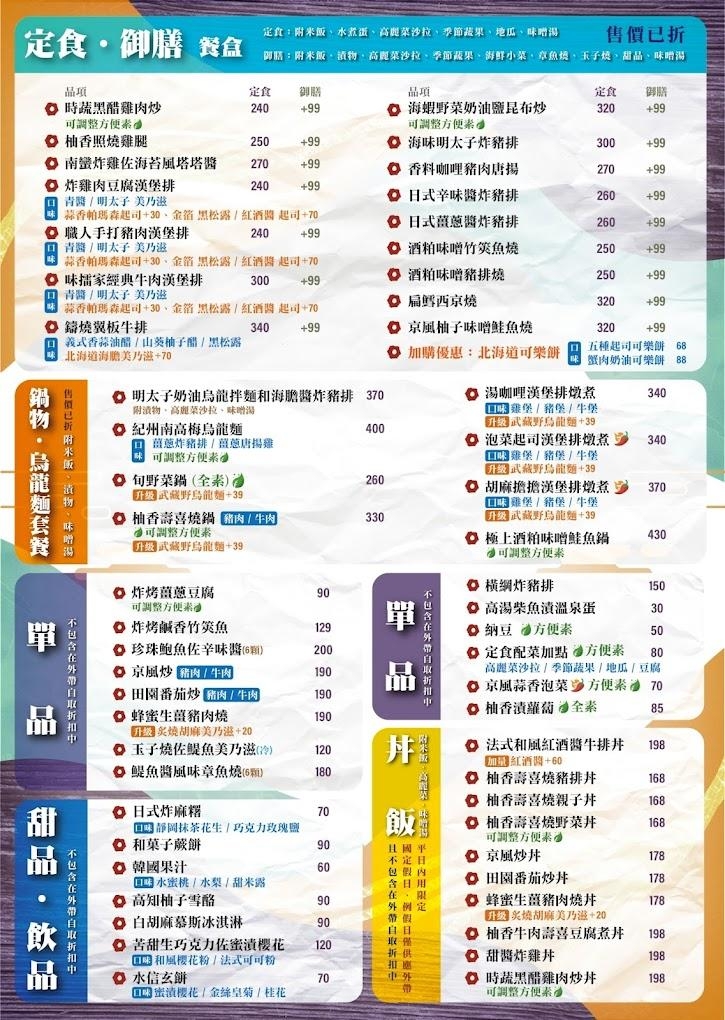 定食・御膳 餐盒
定食：附米飯、水煮蛋、高麗菜沙拉、季節蔬果、地瓜、味噌湯
售價已折
御膳：附米飯、漬物、高麗菜沙拉、季節蔬果、海鮮小菜、章魚燒、玉子燒、甜品、味噌湯
品項 定食 御膳
時蔬黑醋雞肉炒 240 +99
可調整方便素
柚香照燒雞腿 250 +99
南蠻炸雞佐海苔風塔塔醬 270 +99
炸雞肉豆腐漢堡排 240 +99
口味 青醬 / 明太子 美乃滋
蒜香帕瑪森起司+30、金箔 黑松露 / 紅酒醬 起司+70
職人手打豬肉漢堡排 240 +99
口味 青醬 / 明太子 美乃滋
蒜香帕瑪森起司+30、金箔 黑松露 / 紅酒醬 起司+70
味擂家經典牛肉漢堡排 300 +99
口味 青醬 / 明太子 美乃滋
蒜香帕瑪森起司+30、金箔 黑松露 / 紅酒醬 起司+70
鑄燒翼板牛排 340 +99
口味 義式香蒜油醋 / 山葵柚子醋 / 黑松露
北海道海膽美乃滋+70
品項 定食 御膳
海蝦野菜奶油鹽昆布炒 320 +99
可調整方便素
海味明太子炸豬排 300 +99
香料咖哩豬肉唐揚 270 +99
日式辛味醬炸豬排 260 +99
日式薑蔥醬炸豬排 260 +99
酒粕味噌竹筴魚燒 250 +99
酒粕味噌豬排燒 250 +99
扁鱈西京燒 320 +99
京風柚子味噌鮭魚燒 320 +99
加購優惠：北海道可樂餅 口味 五種起司可樂餅 68
蟹肉奶油可樂餅 88
鍋物・烏龍麵套餐
售價已折 附米飯、漬物、味噌湯
明太子奶油烏龍拌麵和海膽醬炸豬排 370
附漬物、高麗菜沙拉、味噌湯
紀州南高梅烏龍麵 400
口味 薑蔥炸豬排 / 薑蔥唐揚雞
可調整方便素
旬野菜鍋 (全素) 260
升級 武藏野烏龍麵+39
柚香壽喜燒鍋 豬肉 / 牛肉 330
可調整方便素
升級 武藏野烏龍麵+39
湯咖哩漢堡排燉煮 340
口味 雞堡 / 豬堡 / 牛堡
升級 武藏野烏龍麵+39
泡菜起司漢堡排燉煮 340
口味 雞堡 / 豬堡 / 牛堡
升級 武藏野烏龍麵+39
胡麻擔擔漢堡排燉煮 370
口味 雞堡 / 豬堡 / 牛堡
升級 武藏野烏龍麵+39
極上酒粕味噌鮭魚鍋 430
可調整方便素
單品
不包含在外帶自取折扣中
炸烤薑蔥豆腐 90
可調整方便素
炸烤鹹香竹筴魚 129
珍珠鮑魚佐辛味醬(6顆) 200
京風炒 豬肉 / 牛肉 190
田園番茄炒 豬肉 / 牛肉 190
蜂蜜生薑豬肉燒 190
升級 炙燒胡麻美乃滋+20
玉子燒佐鯷魚美乃滋(冷) 120
鯷魚醬風味章魚燒(6顆) 180
單品
不包含在外帶自取折扣中
橫綱炸豬排 150
高湯柴魚漬溫泉蛋 30
納豆 方便素 50
定食配菜加點 方便素 80
高麗菜沙拉 / 季節蔬果 / 地瓜 / 豆腐
京風蒜香泡菜 方便素 70
柚香漬蘿蔔 全素 85
甜品・飲品
不包含在外帶自取折扣中
日式炸麻糬 70
口味 靜岡抹茶花生 / 巧克力玫瑰鹽
和菓子蕨餅 90
韓國果汁 60
口味 水蜜桃 / 水梨 / 甜米露
高知柚子雪酪 90
白胡麻慕斯冰淇淋 90
苦甜生巧克力佐蜜漬櫻花 120
口味 和風櫻花粉 / 法式可可粉
水信玄餅 70
口味 蜜漬櫻花 / 金絲皇菊 / 桂花
丼飯
附米飯、高麗菜、味噌湯
平日內用限定
國定假日、例假日僅供應外帶
且不包含在外帶自取折扣中
法式和風紅酒醬牛排丼 198
加量 紅酒醬+60
柚香壽喜燒豬排丼 168
柚香壽喜燒親子丼 168
柚香壽喜燒野菜丼 168
可調整方便素
京風炒丼 178
田園番茄炒丼 178
蜂蜜生薑豬肉燒丼 178
升級 炙燒胡麻美乃滋+20
柚香牛肉壽喜豆腐煮丼 198
甜醬炸雞丼 198
時蔬黑醋雞肉炒丼 198
可調整方便素